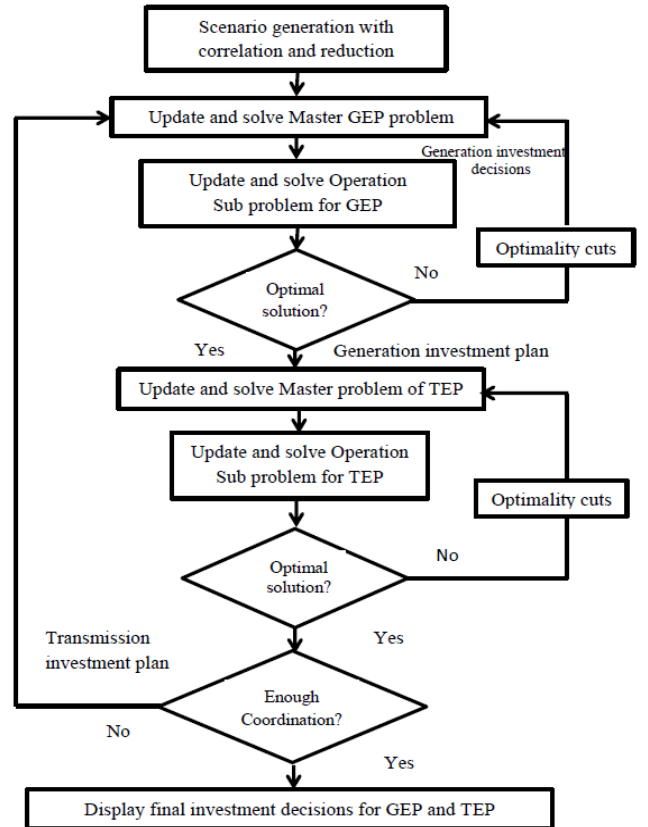 Scenario generation with
correlation and reduction
Update and solve Master GEP problem
Generation investment
decisions
Update and solve Operation
Sub problem for GEP
Optimality cuts
No
Optimal
solution?
Yes
Generation investment plan
Update and solve Master problem of TEP
Update and solve Operation
Sub problem for TEP
Optimality cuts
No
Optimal
solution?
Transmission
investment plan
Yes
Enough
Coordination?
No
Yes
Display final investment decisions for GEP and TEP